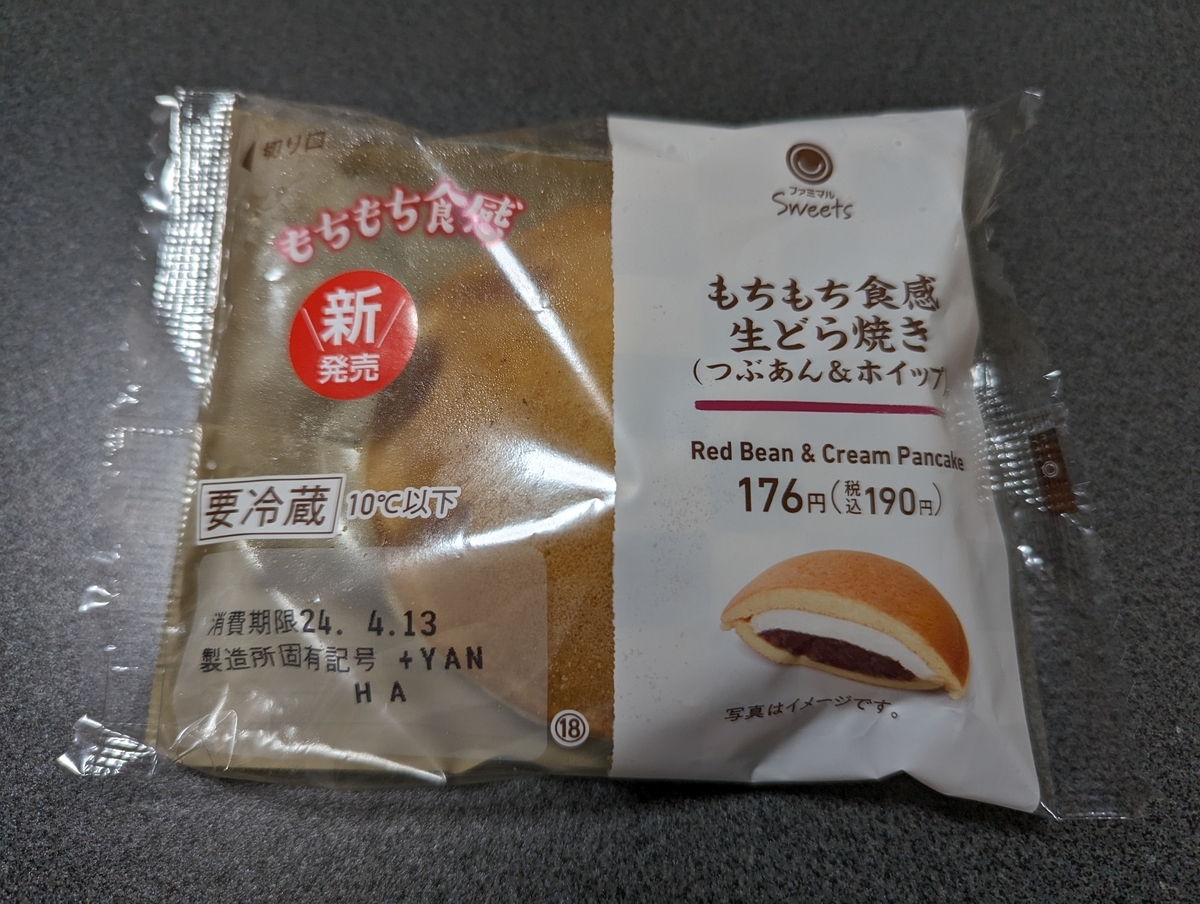 切り口
もちもち食感
新
発売
要冷蔵 10℃以下
消費期限24. 4.13
製造所固有記号 +YAN
H A
⑱
ファミマル
Sweets
もちもち食感
生どら焼き
(つぶあん&ホイップ)
Red Bean & Cream Pancake
176円(税込190円)
写真はイメージです。